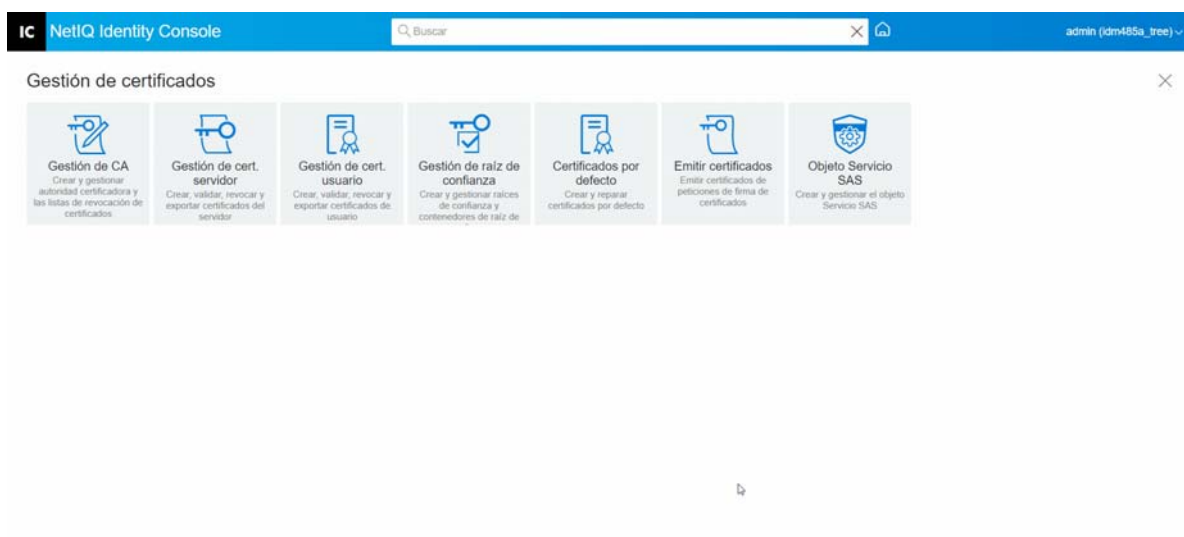 IC NetIQ Identity Console
Buscar
admin (idm485a_tree)
Gestión de certificados
Gestión de CA
Crear y gestionar
autoridad certificadora y
las listas de revocación de
certificados
Gestión de cert.
servidor
Crear, validar, revocar y
exportar certificados del
servidor
Gestión de cert.
usuario
Crear, validar, revocar y
exportar certificados de
usuario
Gestión de raíz de
confianza
Crear y gestionar raíces
de confianza y
contenedores de raíz de
Certificados por
defecto
Crear y reparar
certificados por defecto
Emitir certificados
Emitir certificados de
peticiones de firma de
certificados
Objeto Servicio
SAS
Crear y gestionar el objeto
Servicio SAS